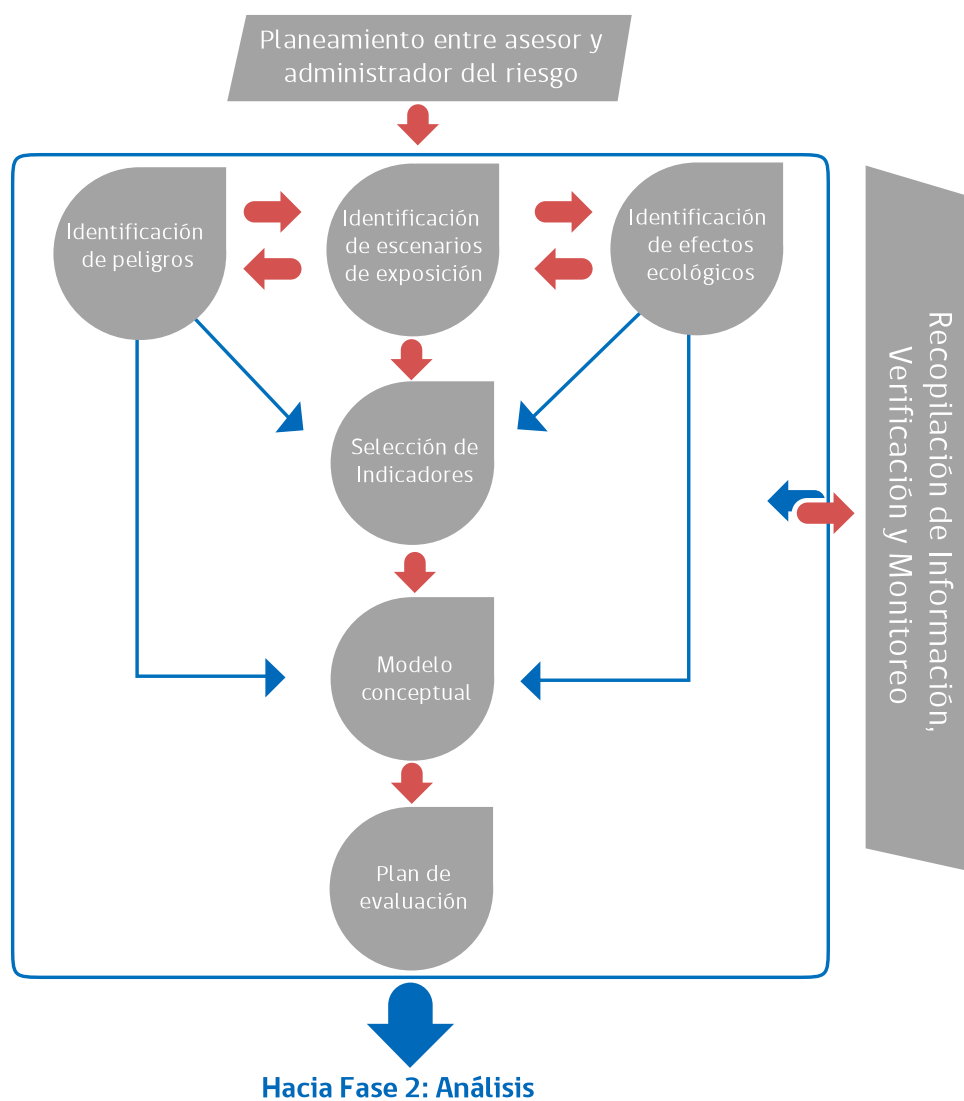 Planeamiento entre asesor y
administrador del riesgo
Identificación
de peligros
Identificación
de escenarios
de exposición
Identificación
de efectos
ecológicos
Selección de
Indicadores
Modelo
conceptual
Plan de
evaluación
Recopilación de Información,
Verificación y Monitoreo
Hacia Fase 2: Análisis